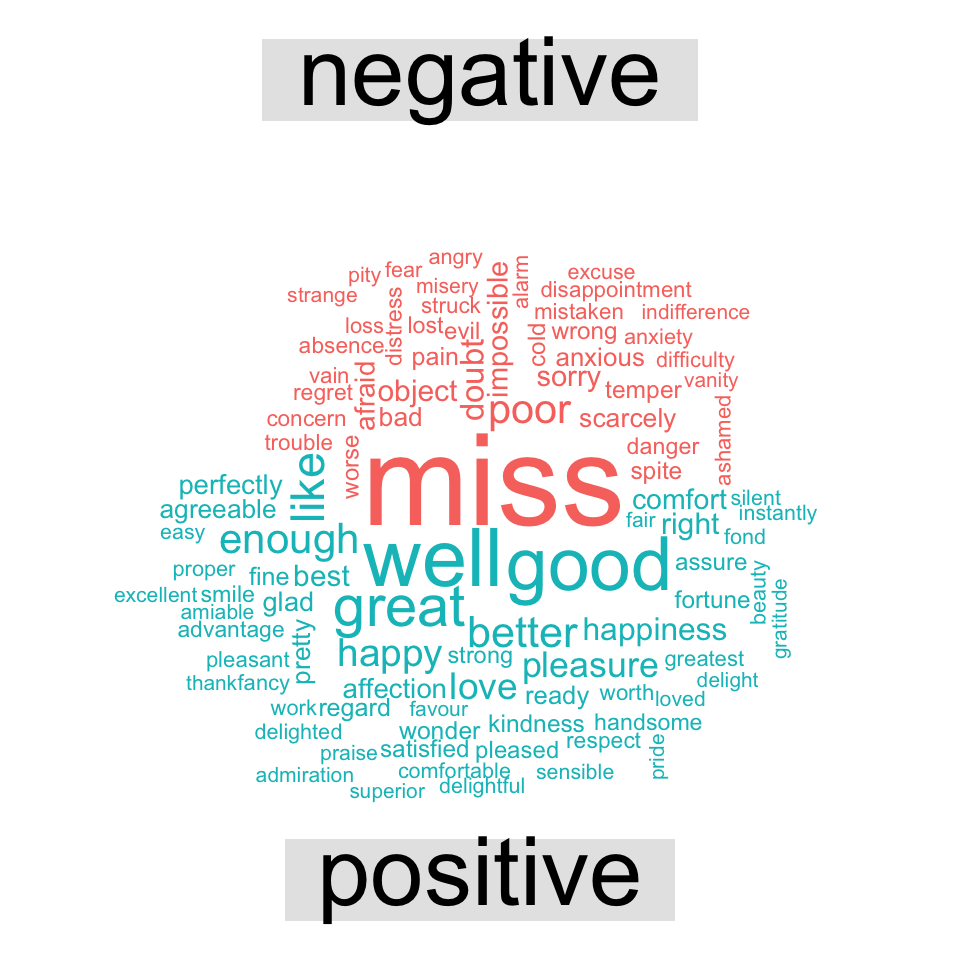 negative
angry
pity fear
impossible
alarm
excuse
strange
distress
misery
disappointment
struck
mistaken indifference
loss lost evil
cold
wrong anxiety
absence
pain
doubt
anxious difficulty
vain
afraid
sorry
vanity
regret
object
temper
concern
bad
poor scarcely
ashamed
trouble
worse
miss
danger
spite
like
perfectly
comfort silent
agreeable
fair right instantly
easy
enough
well good
fond
proper
fine best
assure
beauty
gratitude
excellent smile
glad
great
fortune
amiable
advantage
pretty
better happiness
pleasant
happy strong
pleasure greatest
thank fancy
affection love
ready worth loved
delight
work regard favour
delighted
wonder kindness handsome
praise satisfied pleased respect
pride
admiration
comfortable sensible
superior delightful
positive